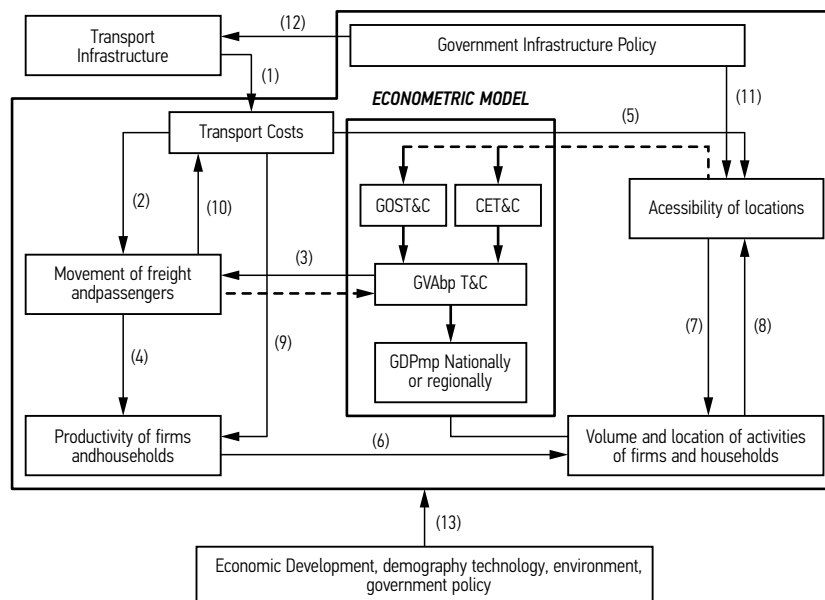 Transport
Infrastructure
(12)
Government Infrastructure Policy
(1)
ECONOMETRIC MODEL
(11)
Transport Costs
(5)
(2)
(10)
GOST&C
CET&C
Acessibility of locations
Movement of freight
andpassengers
(3)
GVAbp T&C
(4)
(9)
(7)
(8)
GDPmp Nationally
or regionally
Productivity of firms
andhouseholds
(6)
Volume and location of activities
of firms and households
(13)
Economic Development, demography technology, environment,
government policy